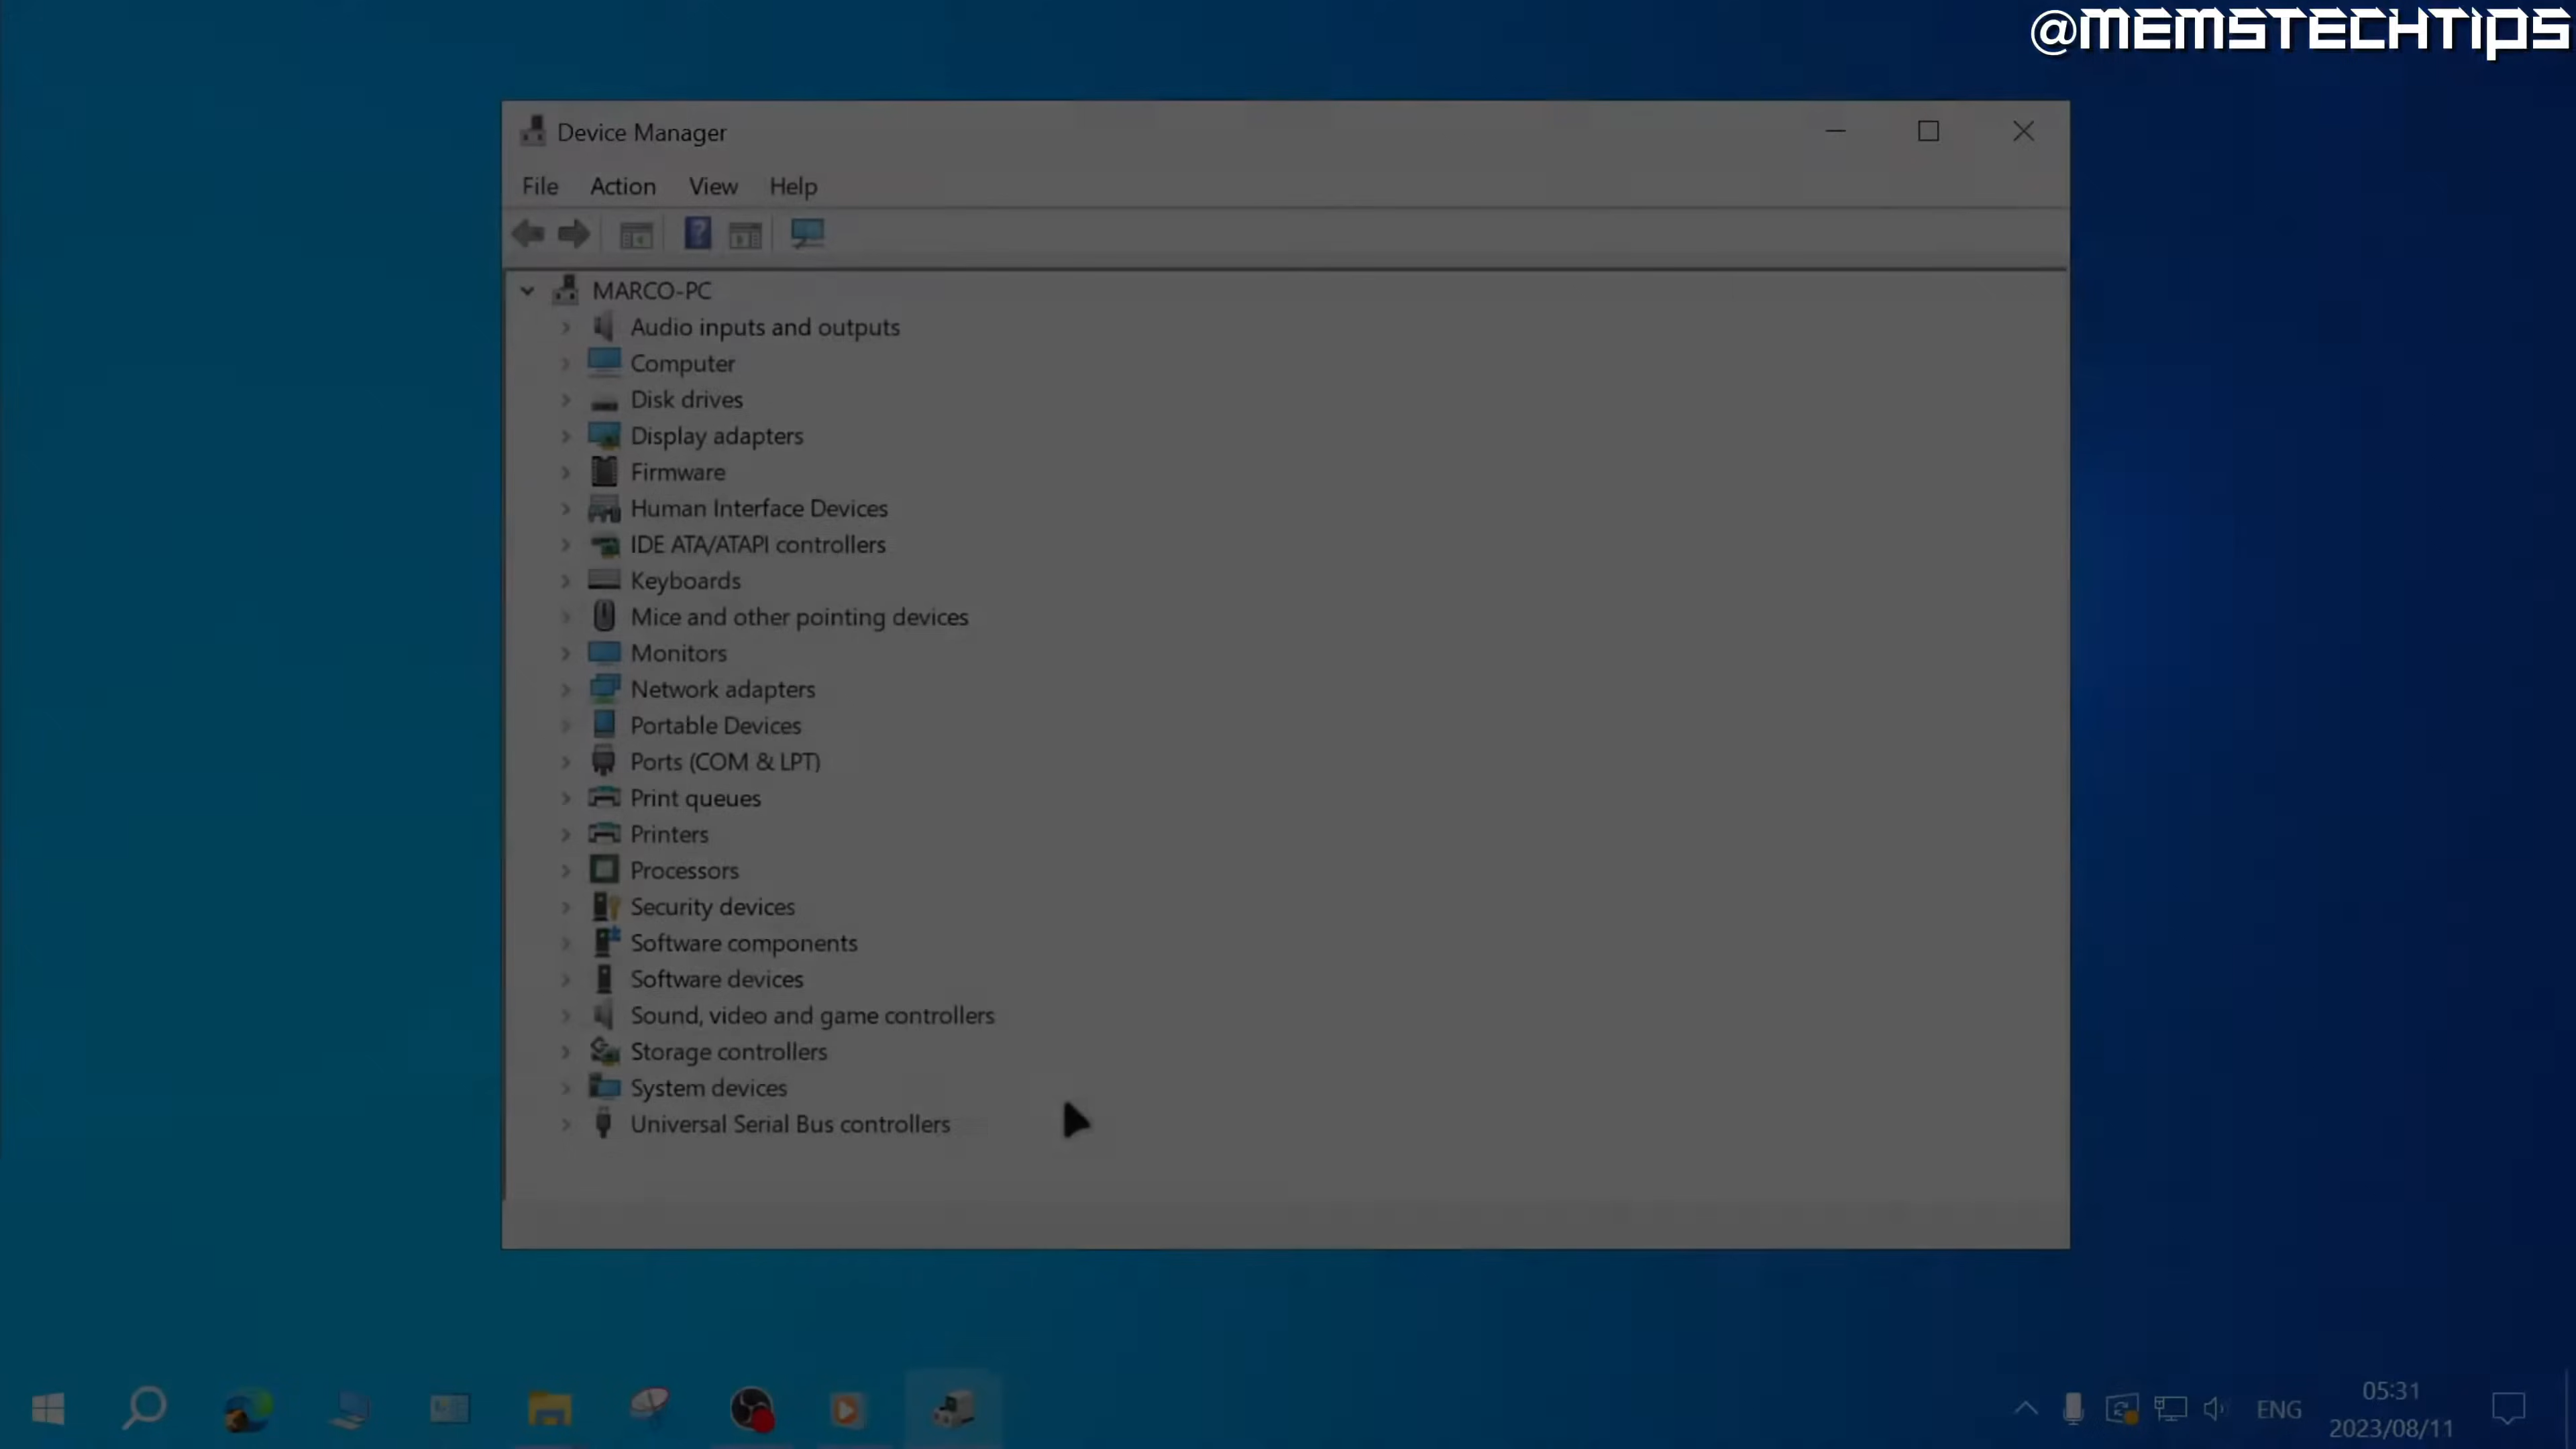 @MEMSTECHTIPS
Device Manager
File Action View Help
MARCO-PC
Audio inputs and outputs
Computer
Disk drives
Display adapters
Firmware
Human Interface Devices
IDE ATA/ATAPI controllers
Keyboards
Mice and other pointing devices
Monitors
Network adapters
Portable Devices
Ports (COM & LPT)
Print queues
Printers
Processors
Security devices
Software components
Software devices
Sound, video and game controllers
Storage controllers
System devices
Universal Serial Bus controllers
ENG
05:31
2023/08/11